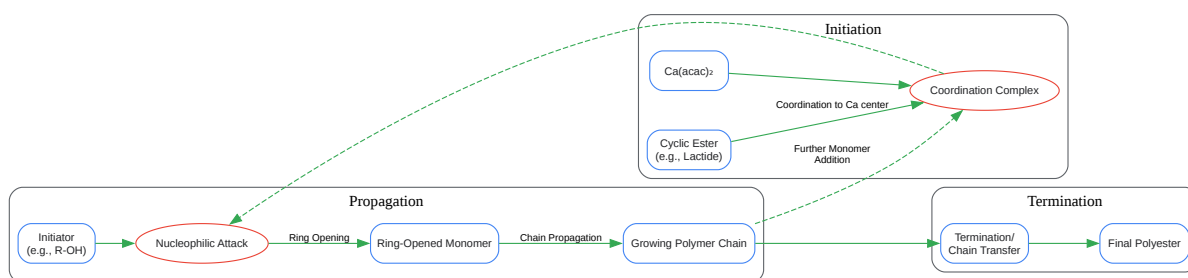 Initiation
Ca(acac)₂
Coordination Complex
Coordination to Ca center
Cyclic Ester
(e.g., Lactide)
Further Monomer
Addition
Propagation
Initiator
(e.g., R-OH)
Nucleophilic Attack
Ring Opening
Ring-Opened Monomer
Chain Propagation
Growing Polymer Chain
Termination
Termination/
Chain Transfer
Final Polyester